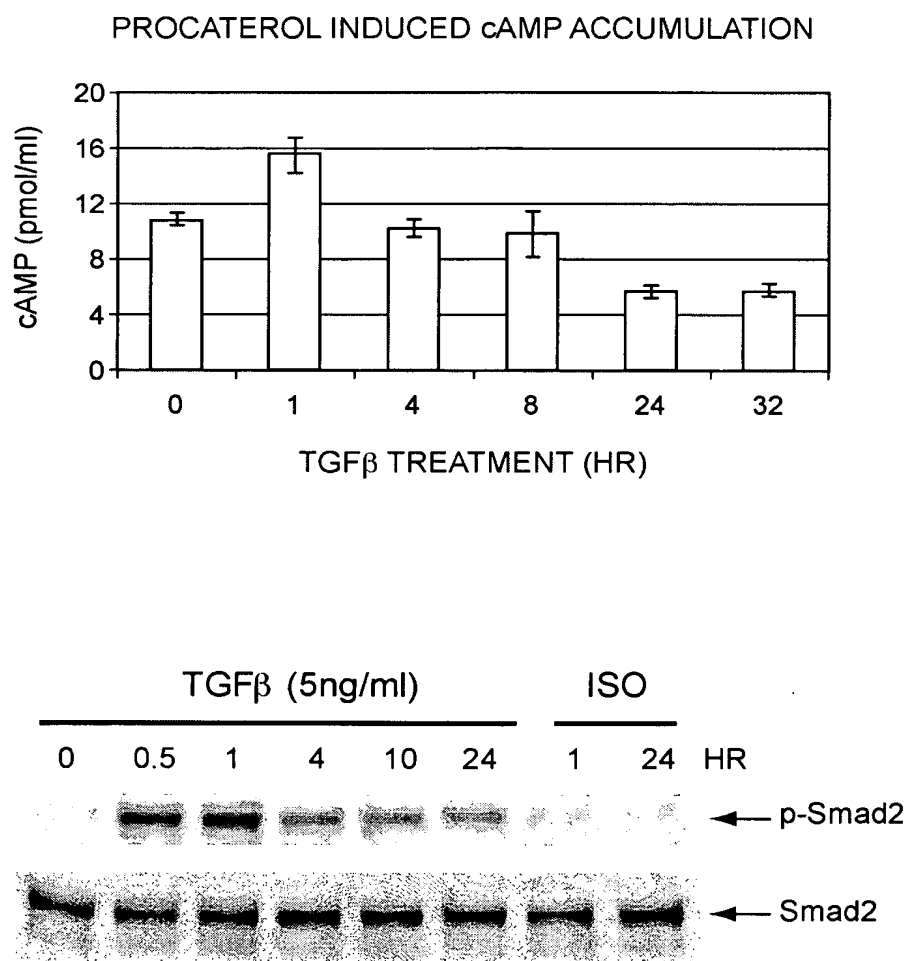 PROCATEROL INDUCED cAMP ACCUMULATION
20
16
12
8
4
0
cAMP (pmol/ml)
0 1 4 8 24 32
TGFβ TREATMENT (HR)
TGFβ (5ng/ml) ISO
0 0.5 1 4 10 24 1 24 HR
p-Smad2
Smad2